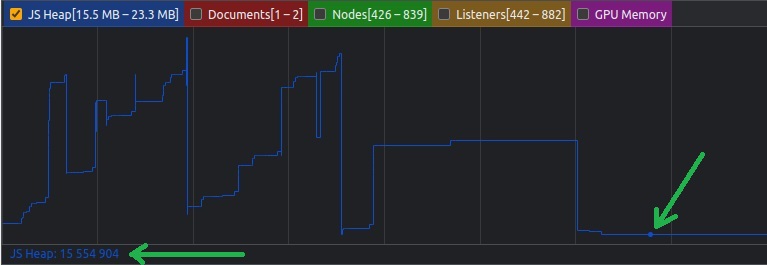 JS Heap[15.5 MB – 23.3 MB] Documents[1 – 2] Nodes[426 – 839] Listeners[442 – 882] GPU Memory
JS Heap: 15 554 904